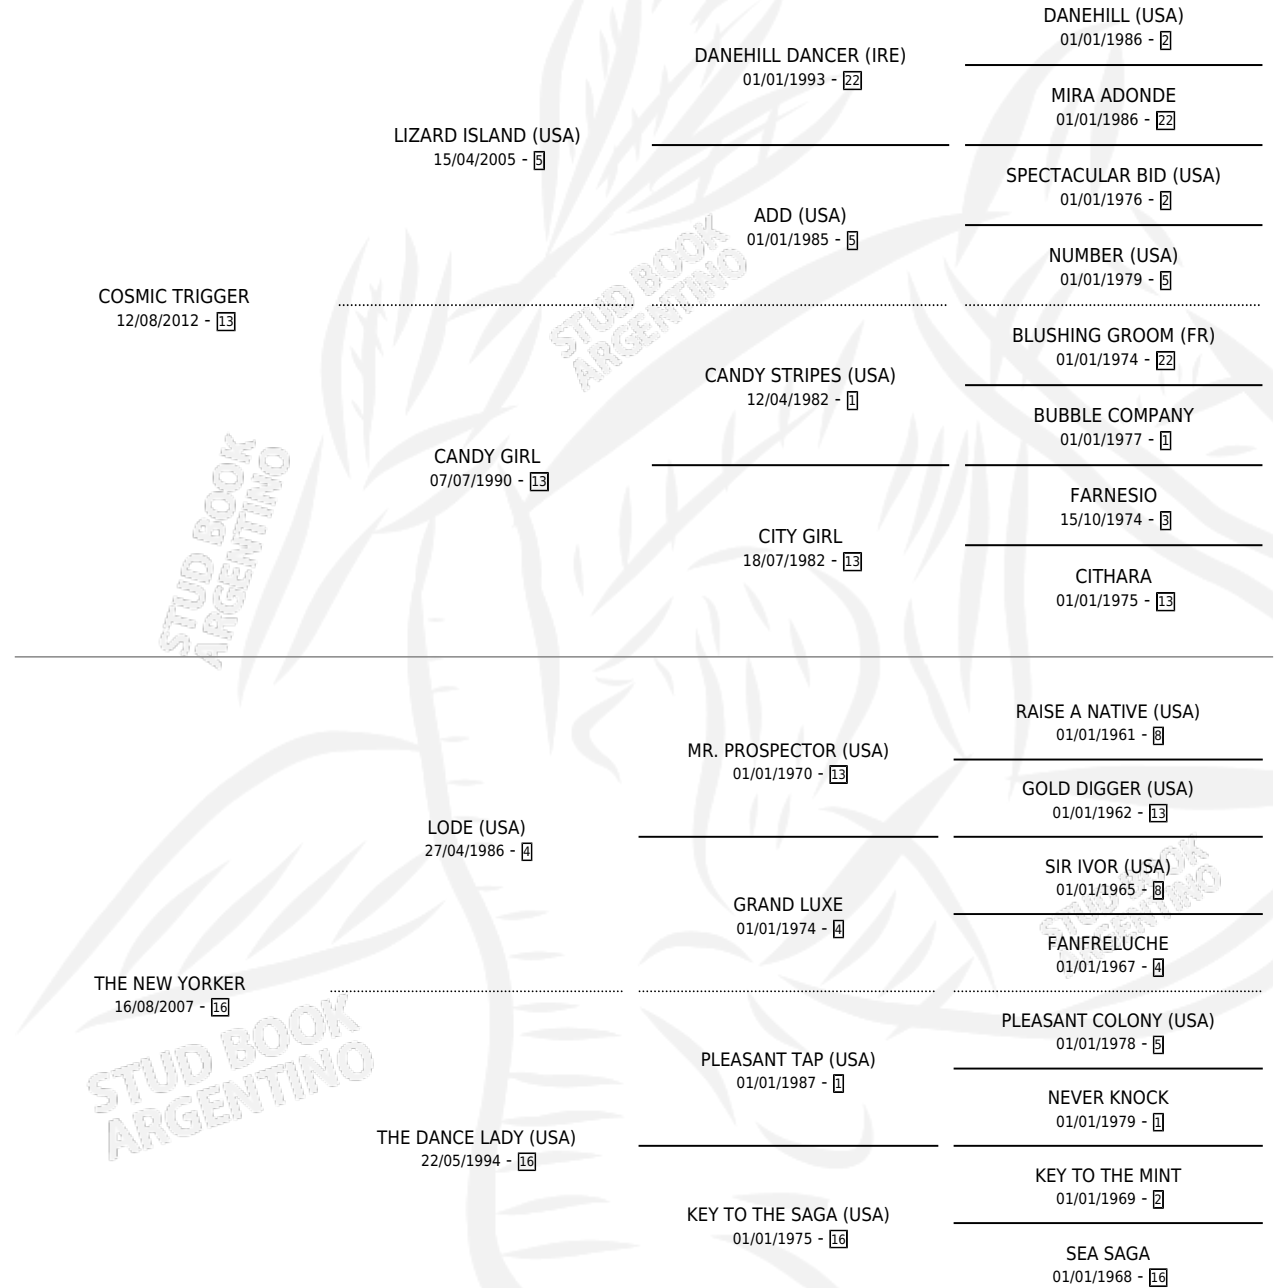 DANEHILL (USA)
01/01/1986 - 2
DANEHILL DANCER (IRE)
01/01/1993 - 22
MIRA ADONDE
01/01/1986 - 22
LIZARD ISLAND (USA)
15/04/2005 - 5
SPECTACULAR BID (USA)
01/01/1976 - 2
ADD (USA)
01/01/1985 - 5
NUMBER (USA)
01/01/1979 - 5
COSMIC TRIGGER
12/08/2012 - 13
BLUSHING GROOM (FR)
01/01/1974 - 22
CANDY STRIPES (USA)
12/04/1982 - 1
BUBBLE COMPANY
01/01/1977 - 1
CANDY GIRL
07/07/1990 - 13
FARNESIO
15/10/1974 - 3
CITY GIRL
18/07/1982 - 13
CITHARA
01/01/1975 - 13
RAISE A NATIVE (USA)
01/01/1961 - 8
MR. PROSPECTOR (USA)
01/01/1970 - 13
GOLD DIGGER (USA)
01/01/1962 - 13
LODE (USA)
27/04/1986 - 4
SIR IVOR (USA)
01/01/1965 - 8
GRAND LUXE
01/01/1974 - 4
FANFRELUCHE
01/01/1967 - 4
THE NEW YORKER
16/08/2007 - 16
PLEASANT COLONY (USA)
01/01/1978 - 5
PLEASANT TAP (USA)
01/01/1987 - 1
NEVER KNOCK
01/01/1979 - 1
THE DANCE LADY (USA)
22/05/1994 - 16
KEY TO THE MINT
01/01/1969 - 2
KEY TO THE SAGA (USA)
01/01/1975 - 16
SEA SAGA
01/01/1968 - 16
STUD BOOK
ARGENTINO
STUD BOOK
ARGENTINO
STUD BOOK
ARGENTINO
STUD BOOK
ARGENTINO